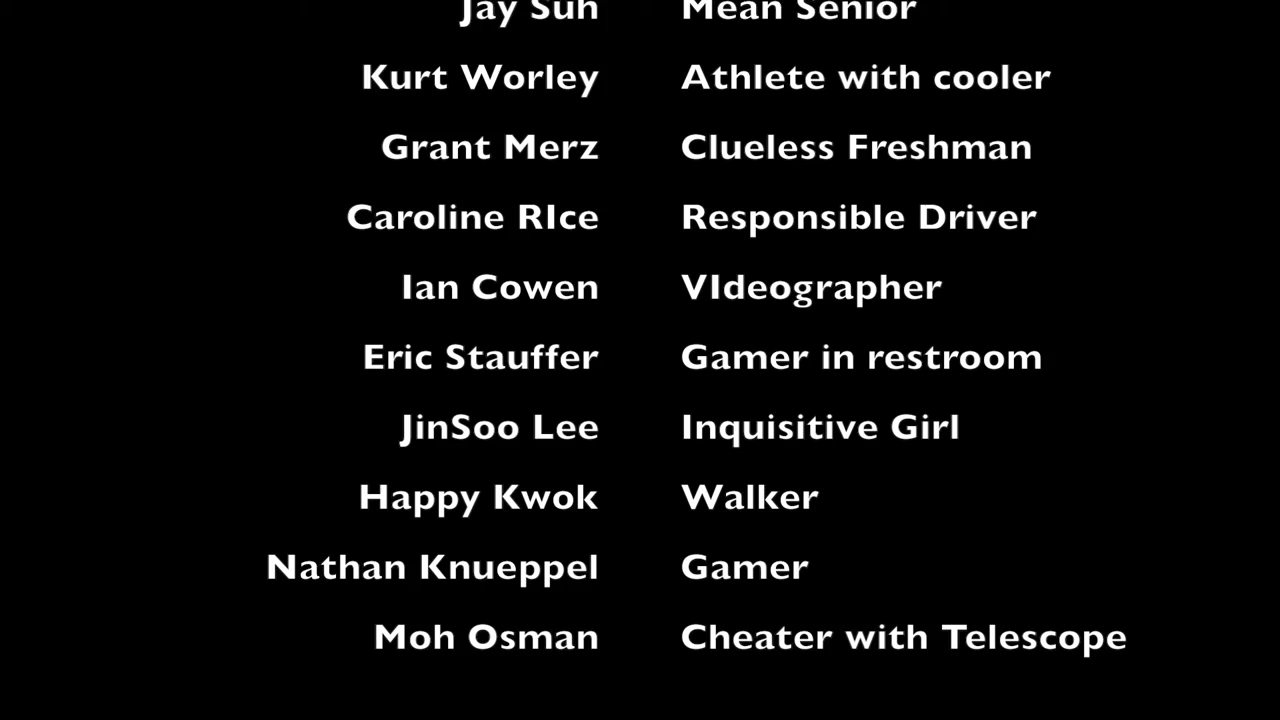 Jay Suh Mean Senior
Kurt Worley Athlete with cooler
Grant Merz Clueless Freshman
Caroline RIce Responsible Driver
Ian Cowen VIdeographer
Eric Stauffer Gamer in restroom
JinSoo Lee Inquisitive Girl
Happy Kwok Walker
Nathan Knueppel Gamer
Moh Osman Cheater with Telescope